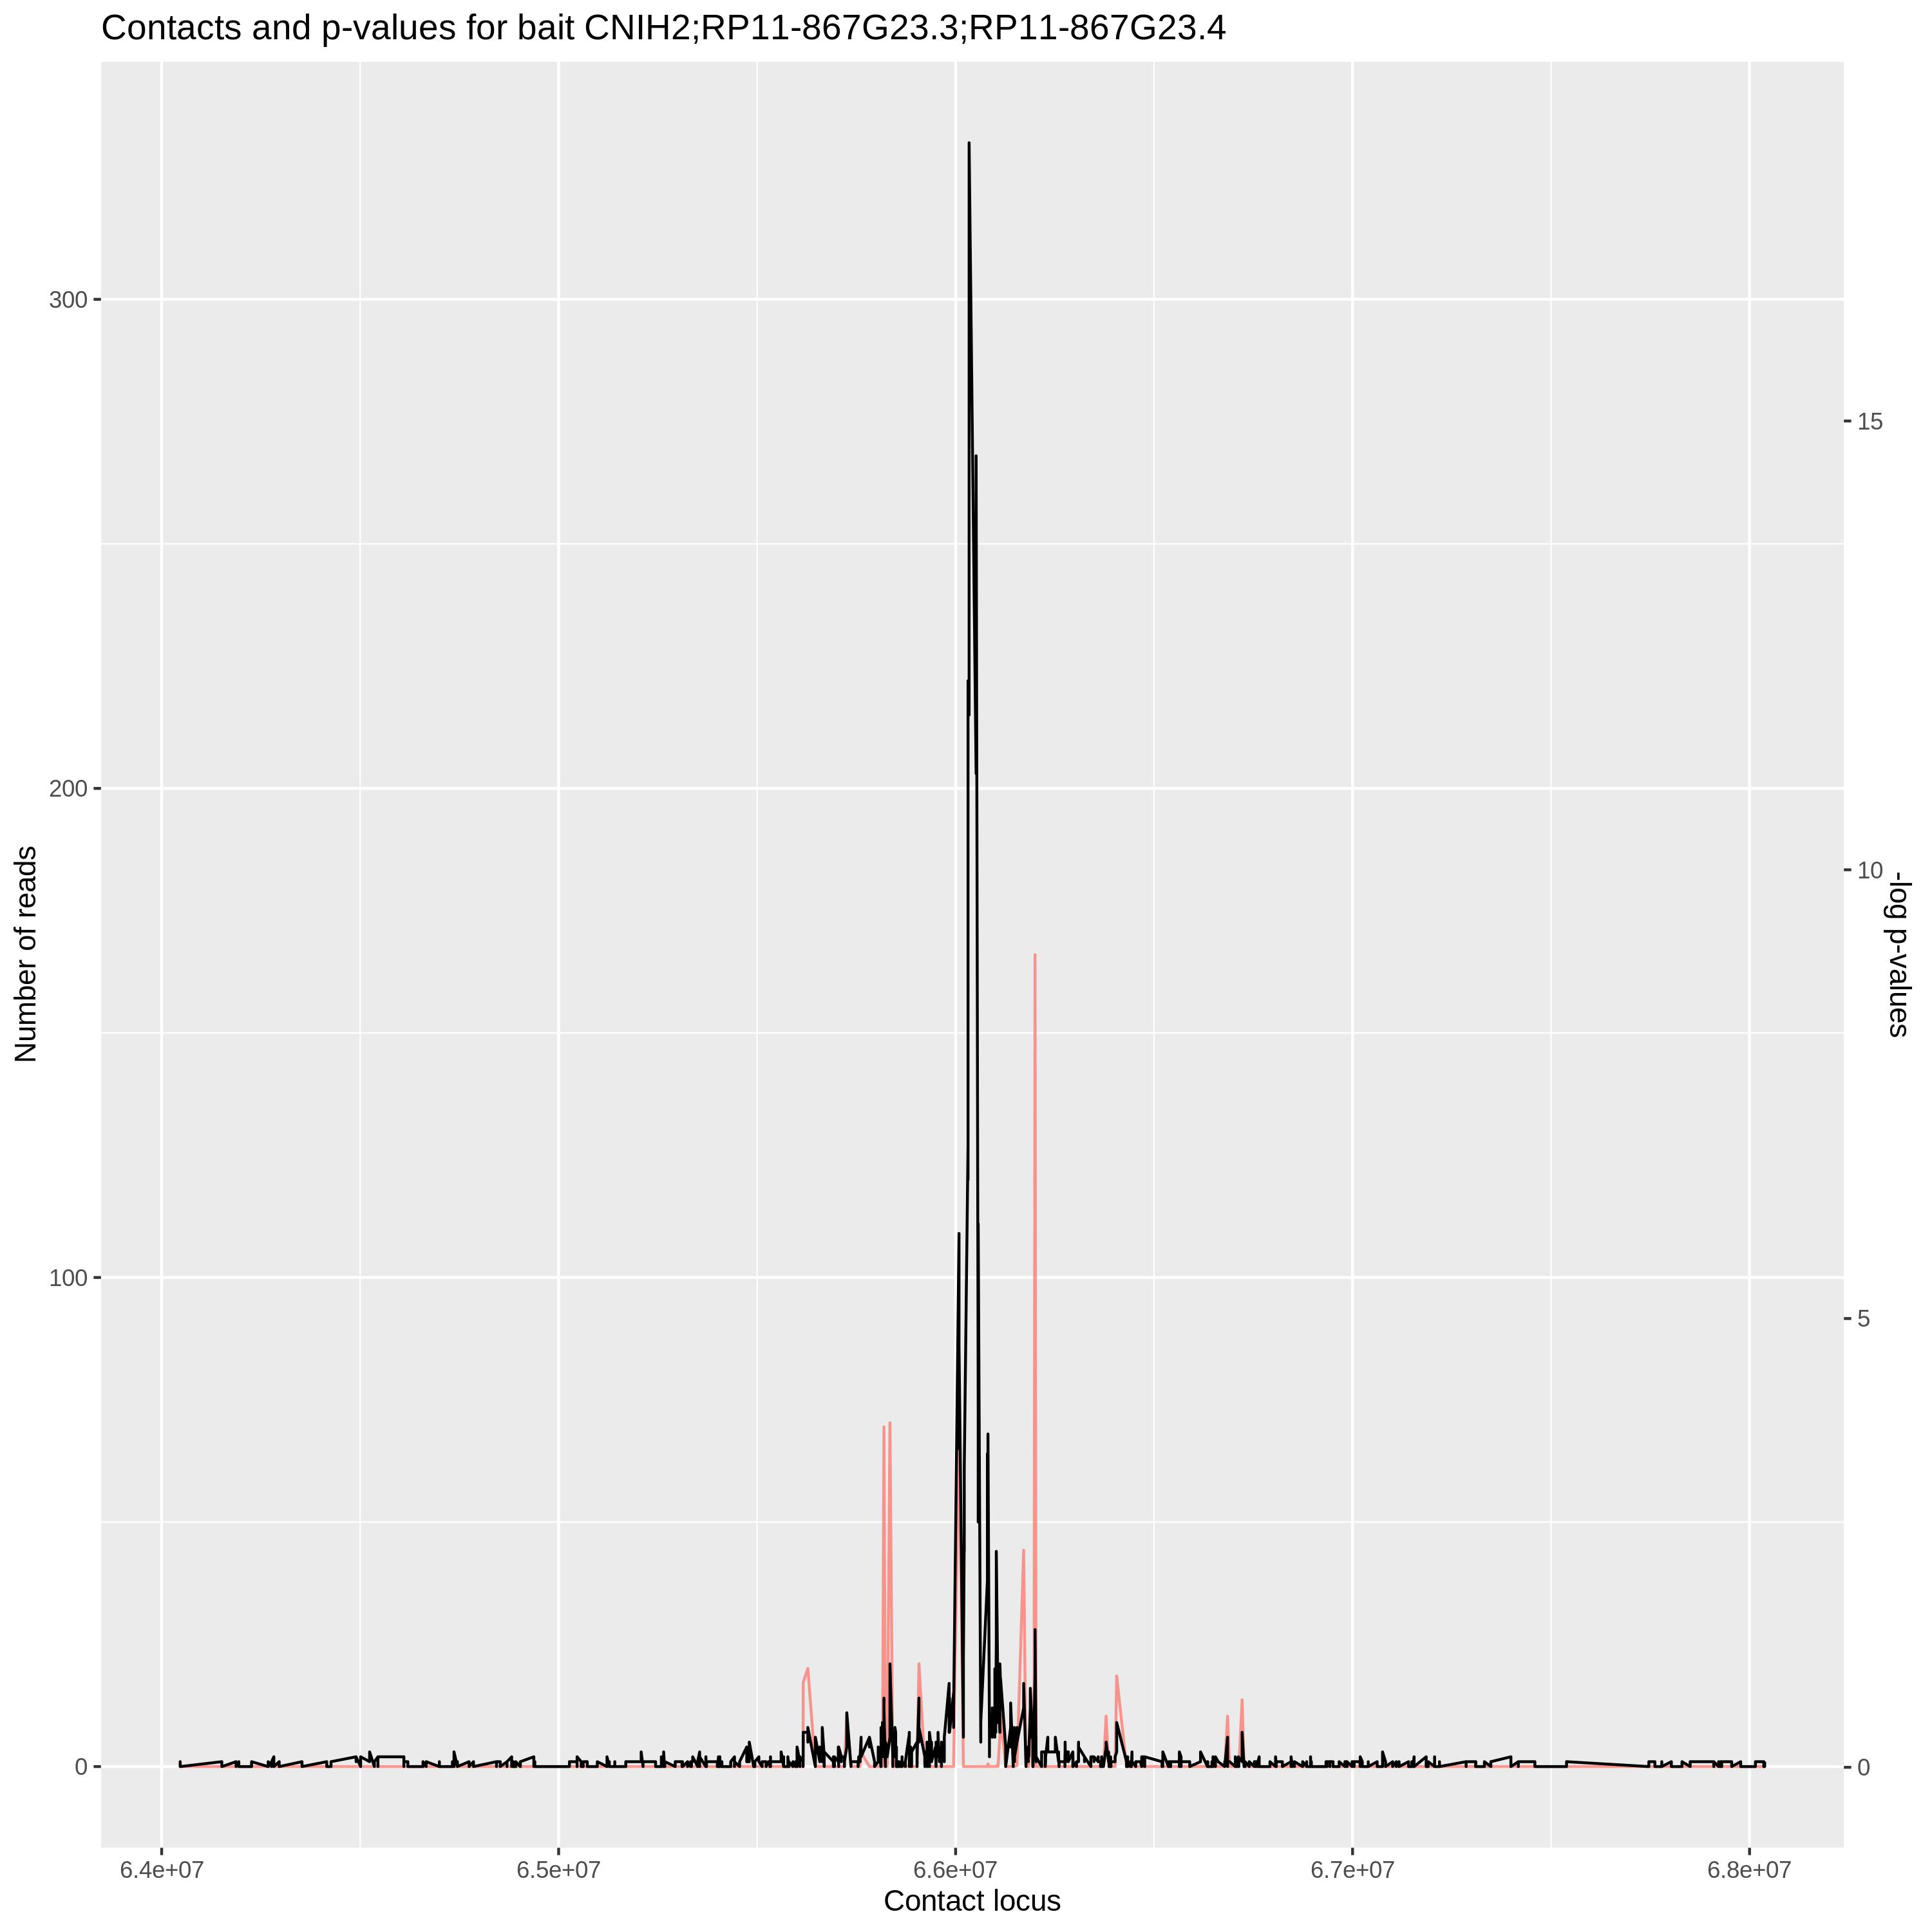 Contacts and p-values for bait CNIH2;RP11-867G23.3;RP11-867G23.4
Number of reads
300
200
100
0
15
10
5
0
-log p-values
6.4e+07
6.5e+07
6.6e+07
6.7e+07
6.8e+07
Contact locus